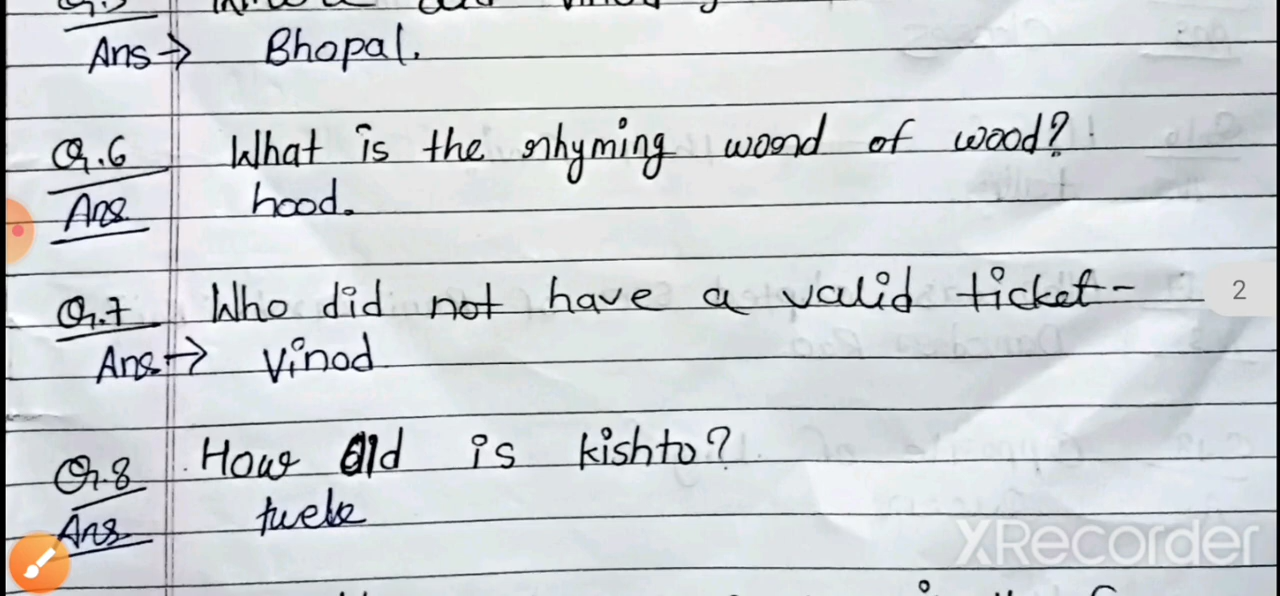 Ans → Bhopal.
Q.6 What is the rhyming word of wood?
Ans hood.
Q.7 Who did not have a valid ticket-
2
Ans → Vinod
Q.8 How old is kishto?
Ans
XRecorder